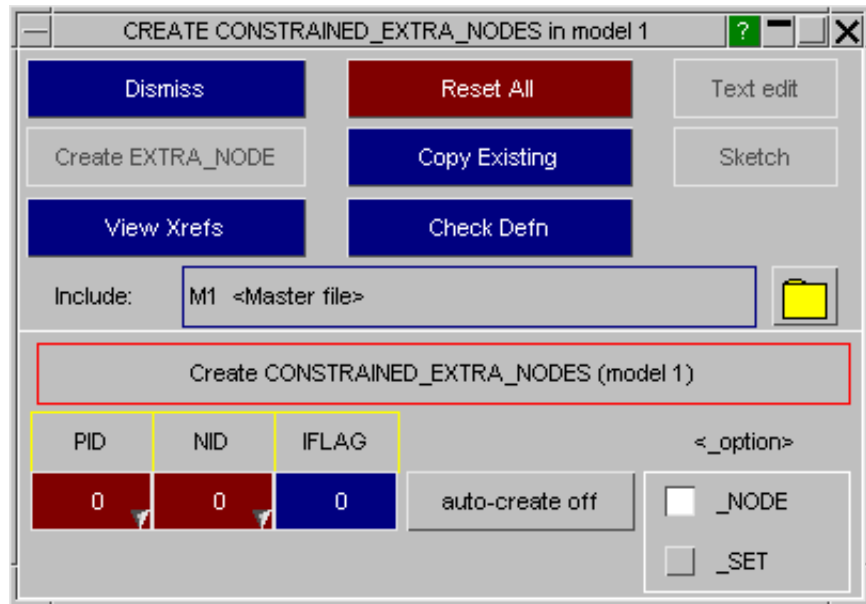 CREATE CONSTRAINED_EXTRA_NODES in model 1 ?
Dismiss Reset All Text edit
Create EXTRA_NODE Copy Existing Sketch
View Xrefs Check Defn
Include: M1 <Master file>
Create CONSTRAINED_EXTRA_NODES (model 1)
PID NID IFLAG <_option>
0 0 0 auto-create off _NODE
_SET